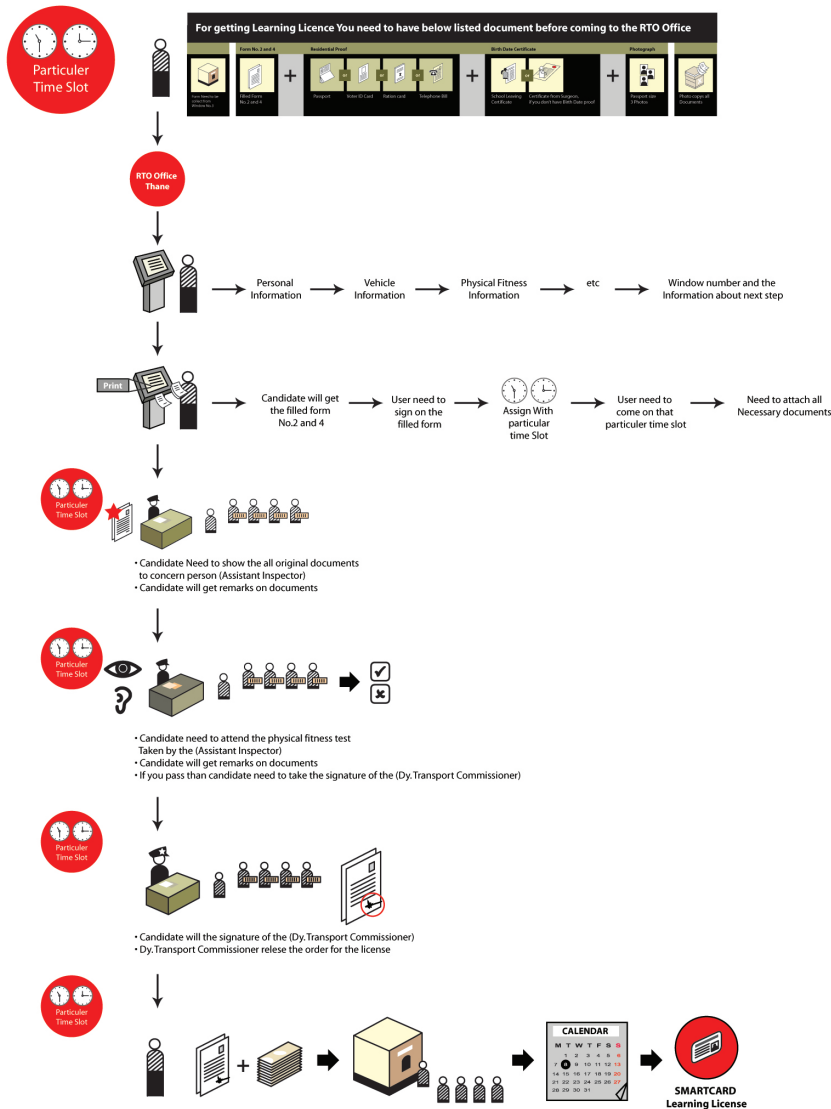 Particuler
Time Slot
For getting Learning Licence You need to have below listed document before coming to the RTO Office
Form No. 2 and 4
Residential Proof
Birth Date Certificate
Photograph
Filled Form
No.2 and 4
Passport
Voter ID Card
Ration card
Telephone Bill
School Leaving
Certificate
Certificate from Surgeon,
if you don't have Birth Date proof
Passport size
3 Photos
Photo copys all
Documents
RTO Office
Thane
Personal
Information
Vehicle
Information
Physical Fitness
Information
etc
Window number and the
Information about next step
Print
Candidate will get
the filled form
No.2 and 4
User need to
sign on the
filled form
Assign With
particular
time Slot
User need to
come on that
particuler time slot
Need to attach all
Necessary documents
Particuler
Time Slot
• Candidate Need to show the all original documents
to concern person (Assistant Inspector)
• Candidate will get remarks on documents
Particuler
Time Slot
• Candidate need to attend the physical fitness test
Taken by the (Assistant Inspector)
• Candidate will get remarks on documents
• If you pass than candidate need to take the signature of the (Dy. Transport Commissioner)
Particuler
Time Slot
• Candidate will the signature of the (Dy. Transport Commissioner)
• Dy. Transport Commissioner relese the order for the license
Particuler
Time Slot
CALENDAR
M T W T F S S
1 2 3 4 5 6
7 8 9 10 11 12 13
14 15 16 17 18 19 20
21 22 23 24 25 26 27
28 29 30 31
SMARTCARD
Learning License